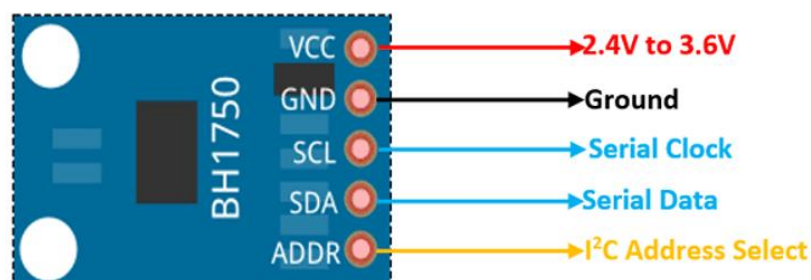 VCC 2.4V to 3.6V
GND Ground
SCL Serial Clock
SDA Serial Data
ADDR I²C Address Select
BH1750